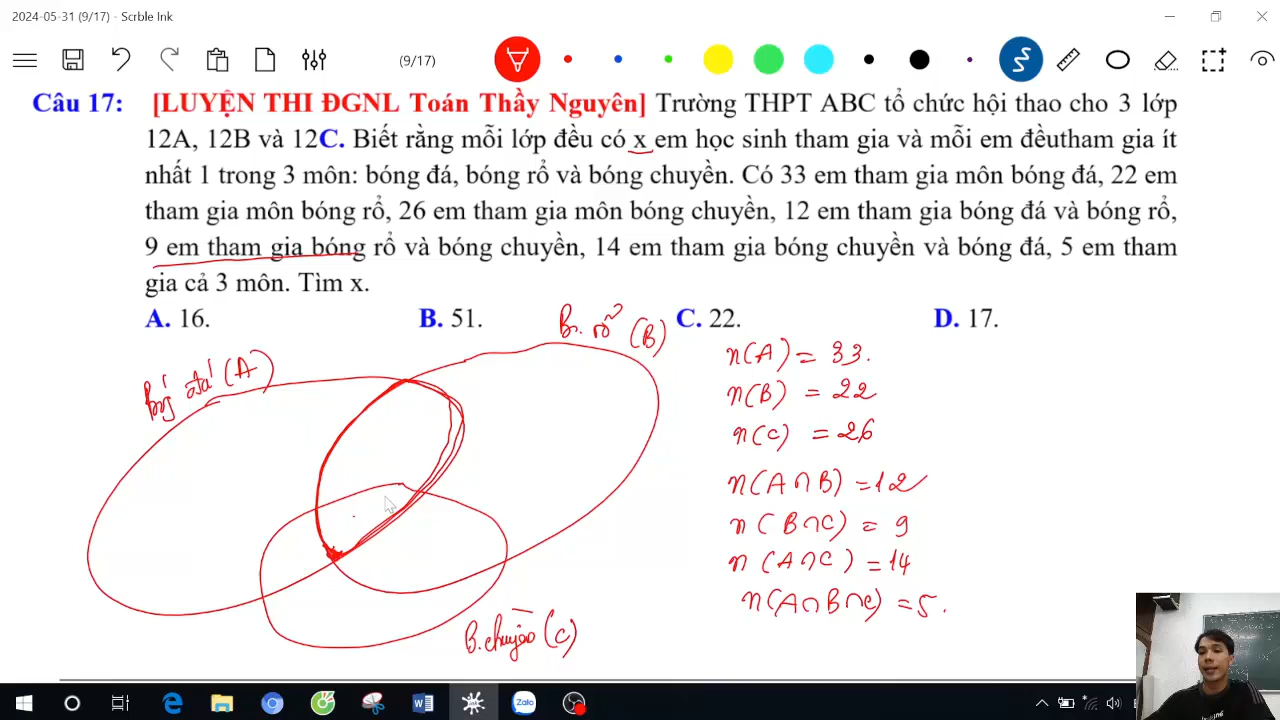 2024-05-31 (9/17) - Scrble Ink
(9/17)
Câu 17: [LUYỆN THI ĐGNL Toán Thầy Nguyên] Trường THPT ABC tổ chức hội thao cho 3 lớp
12A, 12B và 12C. Biết rằng mỗi lớp đều có x em học sinh tham gia và mỗi em đềutham gia ít
nhất 1 trong 3 môn: bóng đá, bóng rổ và bóng chuyền. Có 33 em tham gia môn bóng đá, 22 em
tham gia môn bóng rổ, 26 em tham gia môn bóng chuyền, 12 em tham gia bóng đá và bóng rổ,
9 em tham gia bóng rổ và bóng chuyền, 14 em tham gia bóng chuyền và bóng đá, 5 em tham
gia cả 3 môn. Tìm x.
A. 16. B. 51. C. 22. D. 17.
B. rổ (B)
đá (A)
n(A) = 33.
n(B) = 22
n(C) = 26
n(A∩B) = 12
n(B∩C) = 9
n(A∩C) = 14
n(A∩B∩C) = 5.
B. chuyền (C)
Zalo